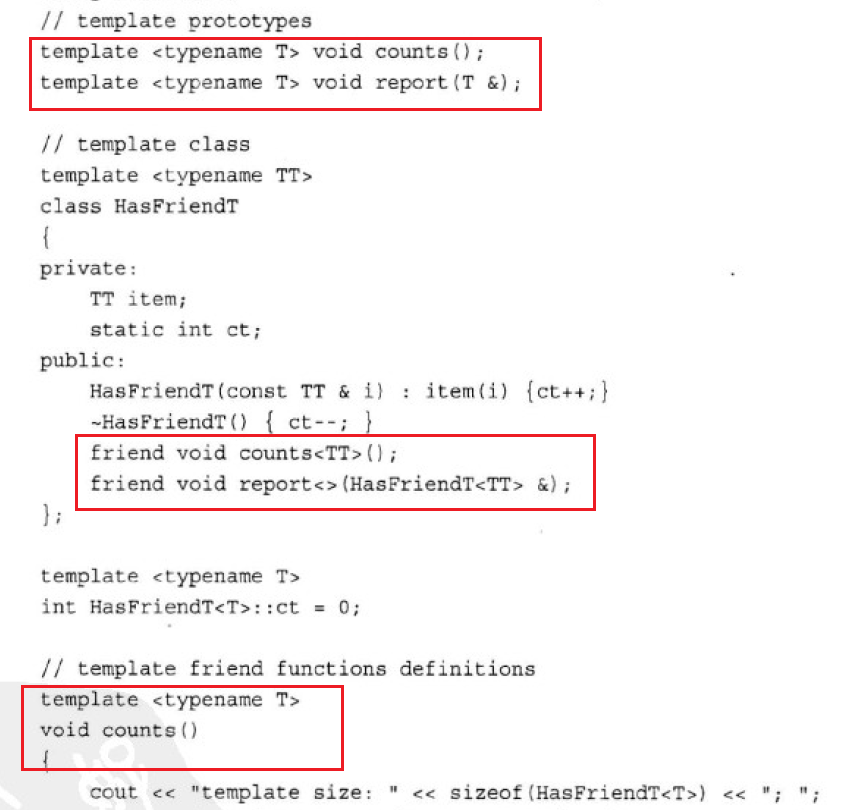 // template prototypes
template <typename T> void counts();
template <typename T> void report(T &);
// template class
template <typename TT>
class HasFriendT
{
private:
    TT item;
    static int ct;
public:
    HasFriendT(const TT & i) : item(i) {ct++;}
    ~HasFriendT() { ct--; }
    friend void counts<TT>();
    friend void report<>(HasFriendT<TT> &);
};
template <typename T>
int HasFriendT<T>::ct = 0;
// template friend functions definitions
template <typename T>
void counts()
{
    cout << "template size: " << sizeof(HasFriendT<T>) << "; ";